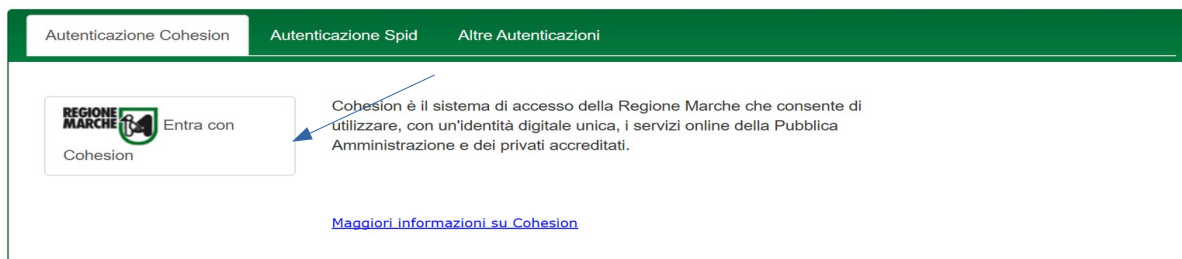 Autenticazione Cohesion Autenticazione Spid Altre Autenticazioni
REGIONE
MARCHE Entra con
Cohesion
Cohesion è il sistema di accesso della Regione Marche che consente di
utilizzare, con un'identità digitale unica, i servizi online della Pubblica
Amministrazione e dei privati accreditati.
Maggiori informazioni su Cohesion